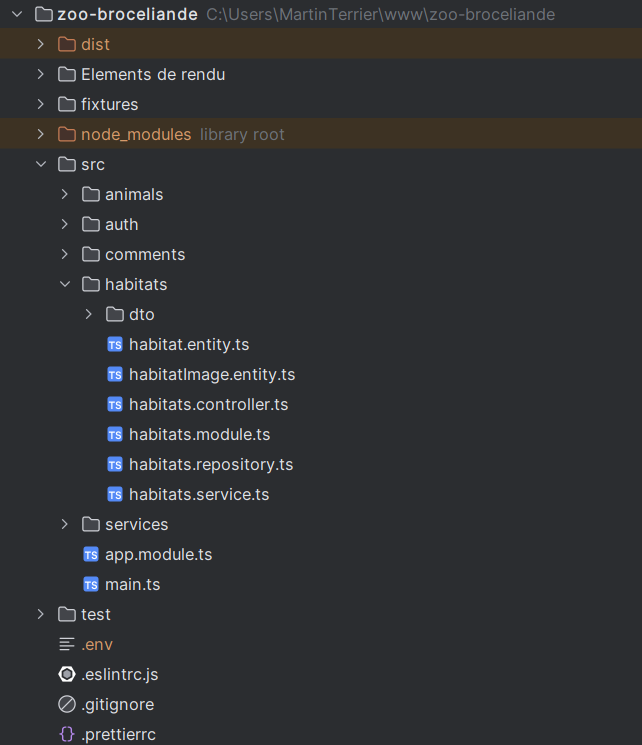 zoo-broceliande C:\Users\MartinTerrier\www\zoo-broceliande
dist
Elements de rendu
fixtures
node_modules library root
src
animals
auth
comments
habitats
dto
TS habitat.entity.ts
TS habitatImage.entity.ts
TS habitats.controller.ts
TS habitats.module.ts
TS habitats.repository.ts
TS habitats.service.ts
services
TS app.module.ts
TS main.ts
test
.env
.eslintrc.js
.gitignore
{} .prettierrc